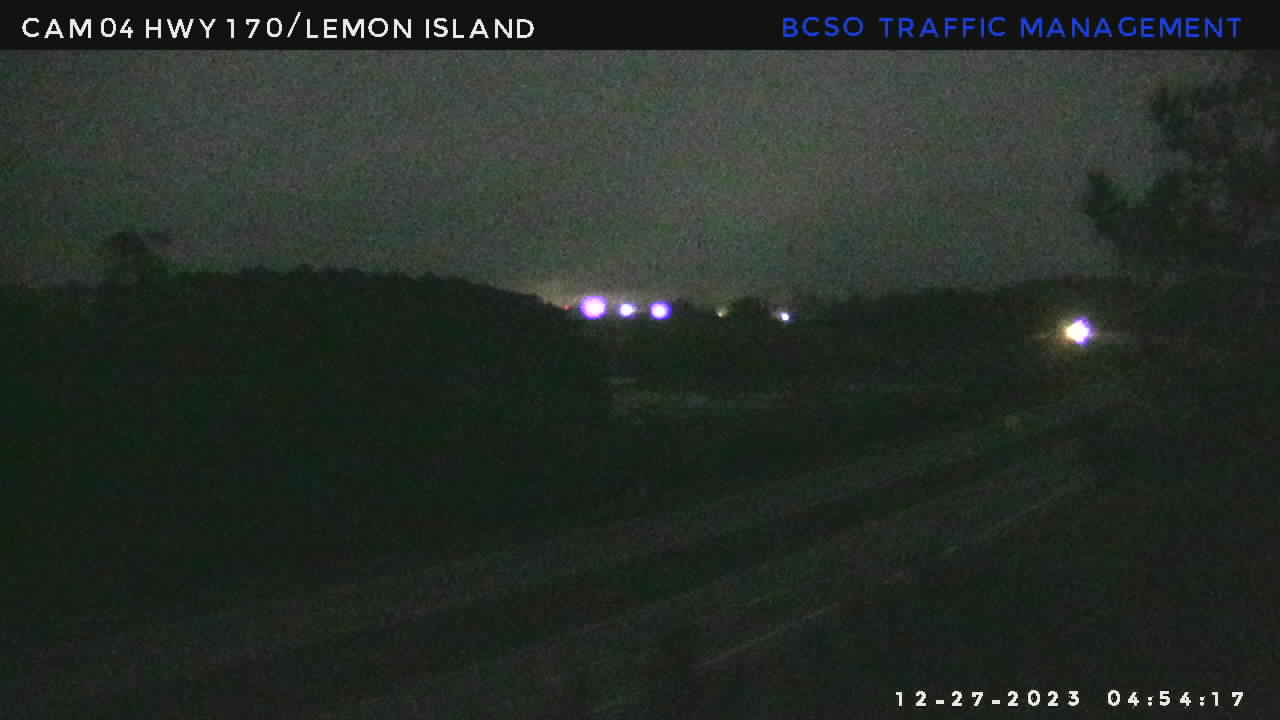 CAM04 HWY 170/LEMON ISLAND
BCSO TRAFFIC MANAGEMENT
12-27-2023 04:54:17